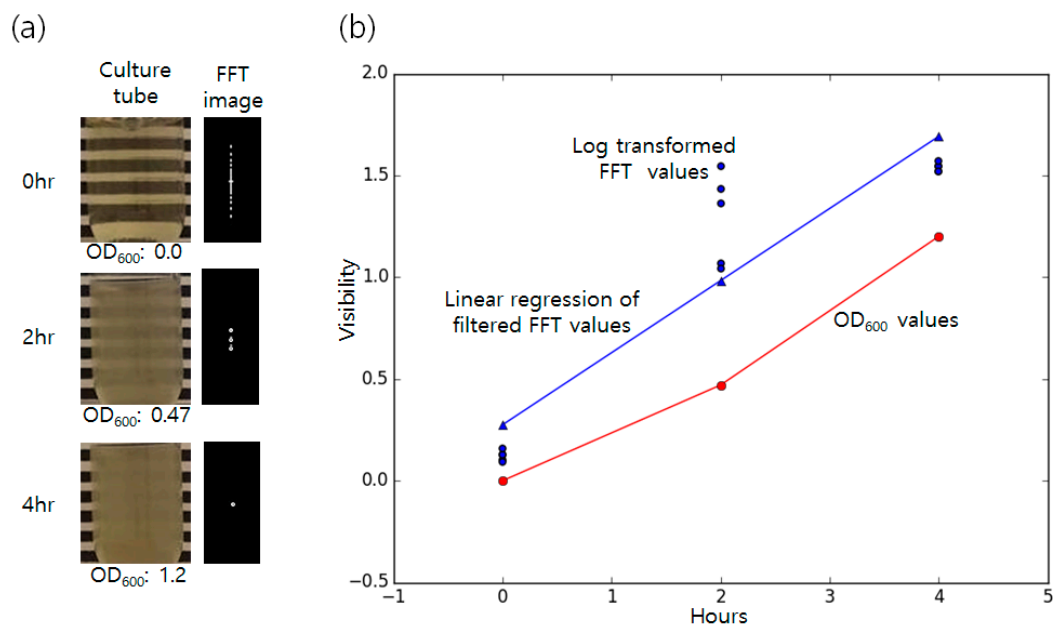 (a)
Culture
tube
FFT
image
0hr
OD600: 0.0
2hr
OD600: 0.47
4hr
OD600: 1.2
(b)
Visibility
2.0
1.5
1.0
0.5
0.0
−0.5
Log transformed
FFT values
Linear regression of
filtered FFT values
OD600 values
−1 0 1 2 3 4 5
Hours